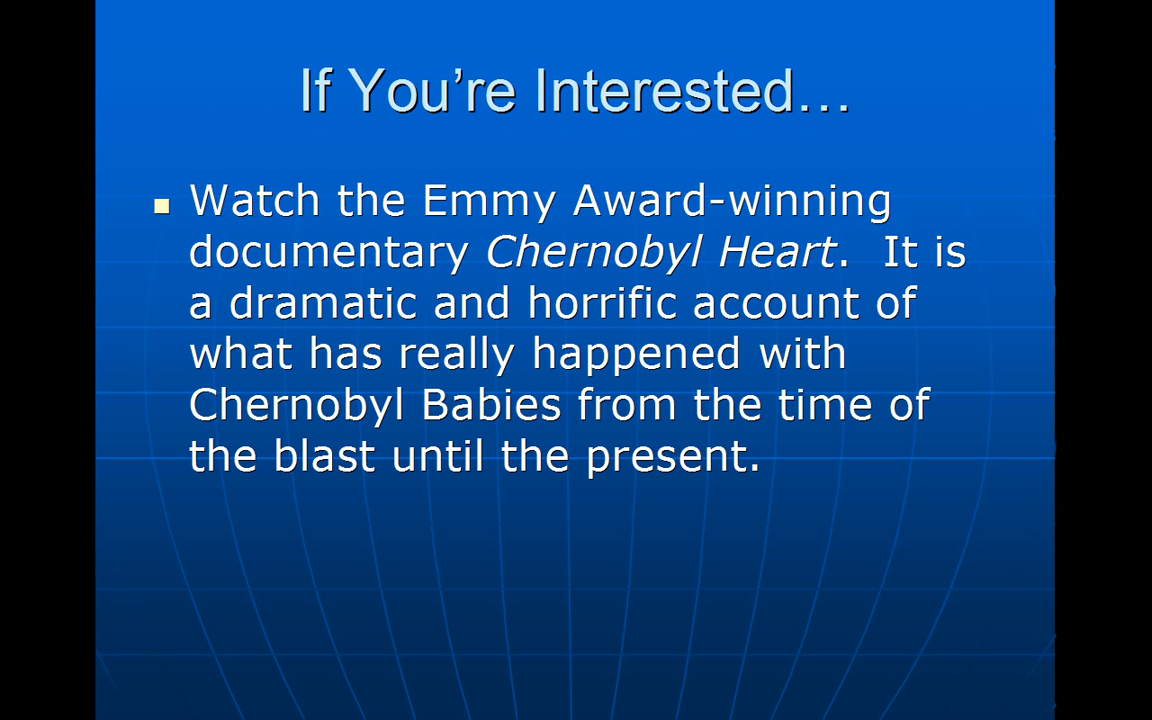 If You’re Interested…
Watch the Emmy Award-winning
documentary Chernobyl Heart.  It is
a dramatic and horrific account of
what has really happened with
Chernobyl Babies from the time of
the blast until the present.